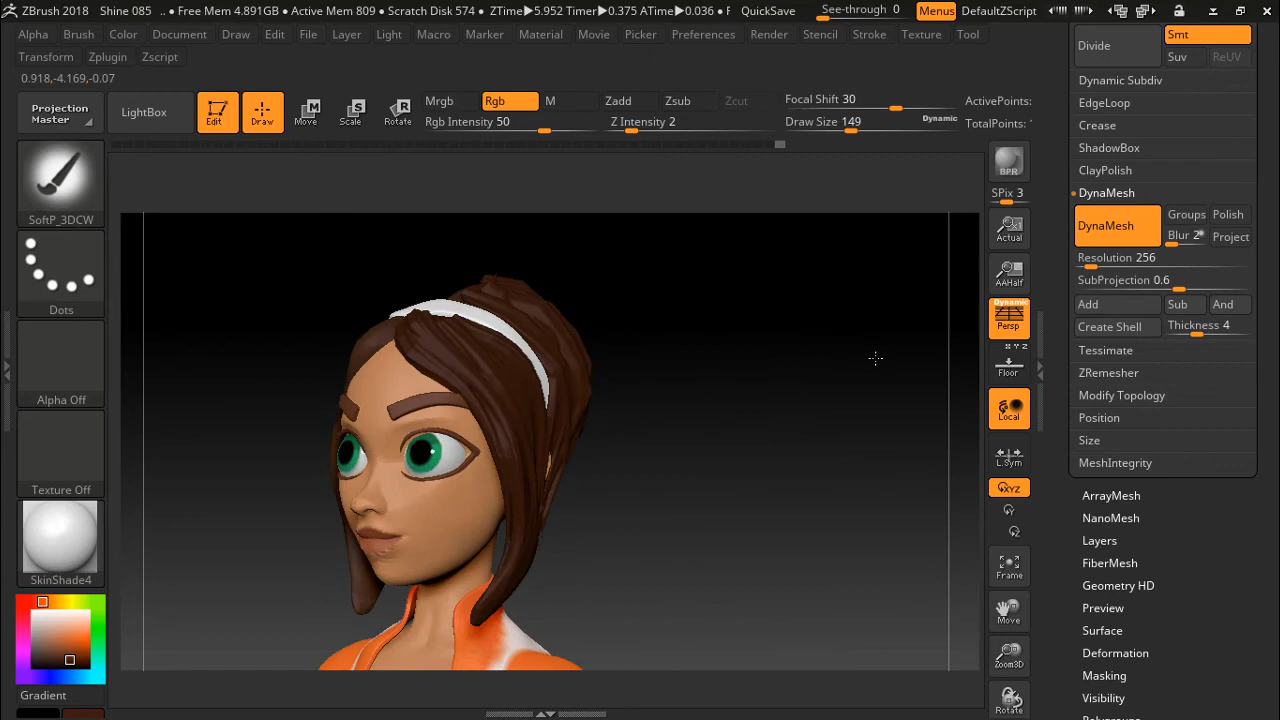 ZBrush 2018 Shine 085 • Free Mem 4.891GB • Active Mem 809 • Scratch Disk 574 • ZTime▶5.952 Timer▶0.375 ATime▶0.036 • QuickSave See-through 0 Menus DefaultZScript
Alpha Brush Color Document Draw Edit File Layer Light Macro Marker Material Movie Picker Preferences Render Stencil Stroke Texture Tool
Transform Zplugin Zscript
0.918,-4.169,-0.07
Projection
Master
LightBox
Edit
Draw
Move
Scale
Rotate
Mrgb Rgb M Zadd Zsub Zcut
Rgb Intensity 50 Z Intensity 2
Focal Shift 30
Draw Size 149 Dynamic
ActivePoints:
TotalPoints:
SoftP_3DCW
Dots
Alpha Off
Texture Off
SkinShade4
Gradient
BPR
SPix 3
Actual
AAHalf
Dynamic
Persp
X Y Z
Floor
Local
L.Sym
XYZ
Y
Z
Frame
Move
Zoom3D
Rotate
Divide Smt
Suv ReUV
Dynamic Subdiv
EdgeLoop
Crease
ShadowBox
ClayPolish
DynaMesh
DynaMesh Groups Polish
Blur 2 Project
Resolution 256
SubProjection 0.6
Add Sub And
Create Shell Thickness 4
Tessimate
ZRemesher
Modify Topology
Position
Size
MeshIntegrity
ArrayMesh
NanoMesh
Layers
FiberMesh
Geometry HD
Preview
Surface
Deformation
Masking
Visibility